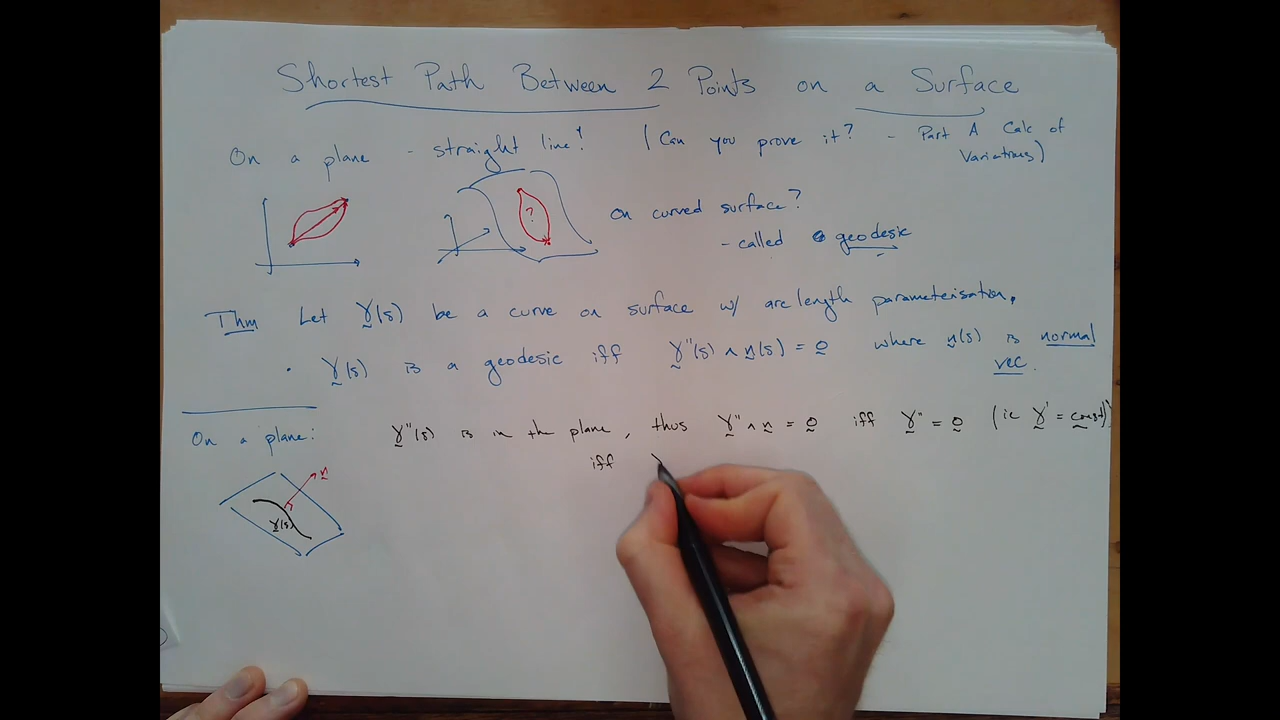 Shortest Path Between 2 Points on a Surface
On a plane - straight line! (Can you prove it? - Part A Calc of Variations)
?
on curved surface?
- called geodesic
Thm Let γ(s) be a curve on surface w/ arclength parameterisation.
· γ(s) is a geodesic iff γ''(s) ∧ n(s) = 0 where n(s) is normal vec.
On a plane: γ''(s) is in the plane, thus γ'' ∧ n = 0 iff γ'' = 0 (ie γ' = const)
iff
n
γ(s)